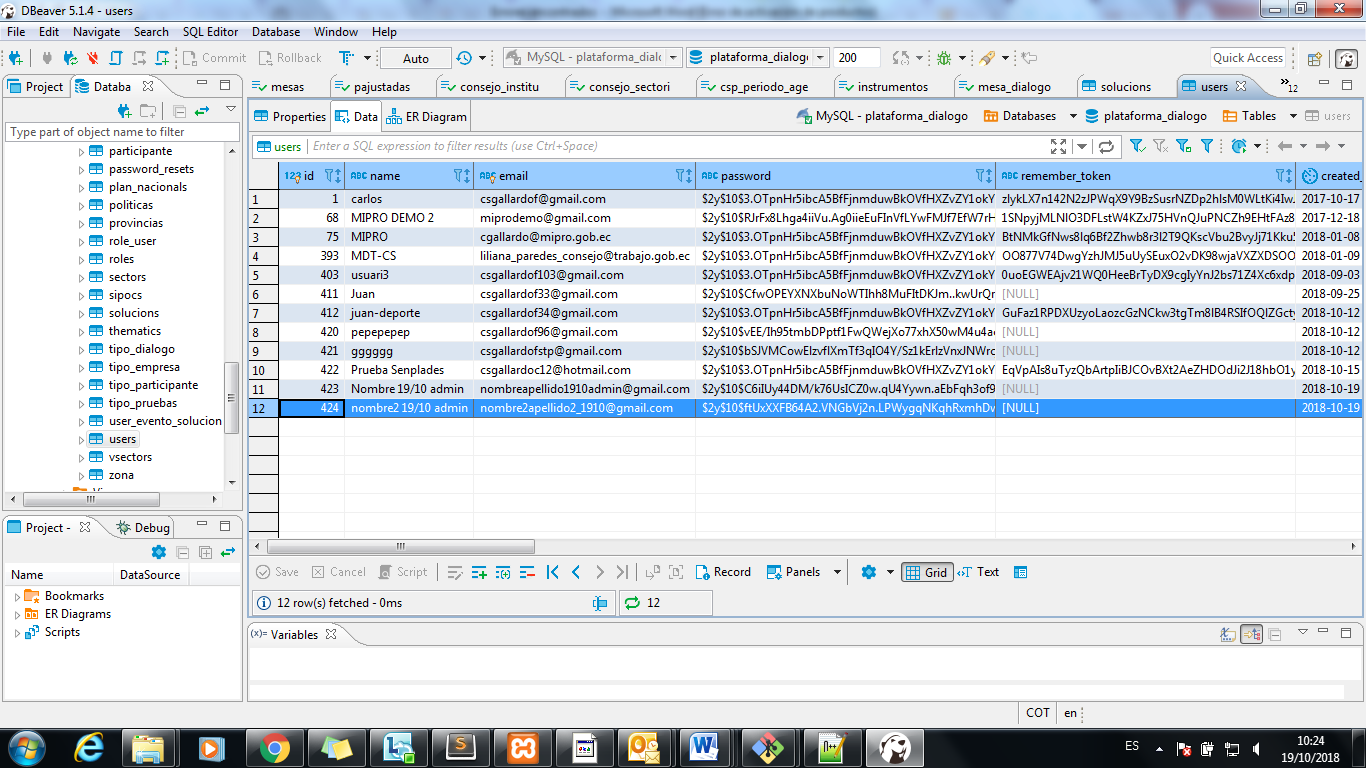 DBeaver 5.1.4 - users
File Edit Navigate Search SQL Editor Database Window Help
Commit Rollback Auto MySQL - plataforma_dialo plataforma_dialog 200 Quick Access
Project Databa mesas pajustadas consejo_institu consejo_sectori csp_periodo_age instrumentos mesa_dialogo solucions users »12
Properties Data ER Diagram MySQL - plataforma_dialogo Databases plataforma_dialogo Tables users
Type part of object name to filter
users Enter a SQL expression to filter results (use Ctrl+Space)
participante
password_resets
plan_nacionals
politicas
provincias
role_user
roles
sectors
sipocs
solucions
thematics
tipo_dialogo
tipo_empresa
tipo_participante
tipo_pruebas
user_evento_solucion
users
vsectors
zona
123 id ABC name ABC email ABC password ABC remember_token created_
1 1 carlos csgallardof@gmail.com 2017-10-17
2 68 MIPRO DEMO 2 miprodemo@gmail.com 2017-12-18
3 75 MIPRO cgallardo@mipro.gob.ec 2018-01-08
4 393 MDT-CS liliana_paredes_consejo@trabajo.gob.ec 2018-01-09
5 403 usuari3 csgallardof103@gmail.com 2018-09-03
6 411 Juan csgallardof33@gmail.com [NULL] 2018-09-25
7 412 juan-deporte csgallardof34@gmail.com 2018-10-12
8 420 pepepepep csgallardof96@gmail.com [NULL] 2018-10-12
9 421 gggggg csgallardofstp@gmail.com [NULL] 2018-10-12
10 422 Prueba Senplades csgallardoc12@hotmail.com 2018-10-15
11 423 Nombre 19/10 admin nombreapellido1910admin@gmail.com [NULL] 2018-10-19
12 424 nombre2 19/10 admin nombre2apellido2_1910@gmail.com [NULL] 2018-10-19
Project - Debug
Name DataSource
Bookmarks
ER Diagrams
Scripts
Save Cancel Script Record Panels Grid Text
12 row(s) fetched - 0ms 12
(x)= Variables
COT en
ES 10:24
19/10/2018